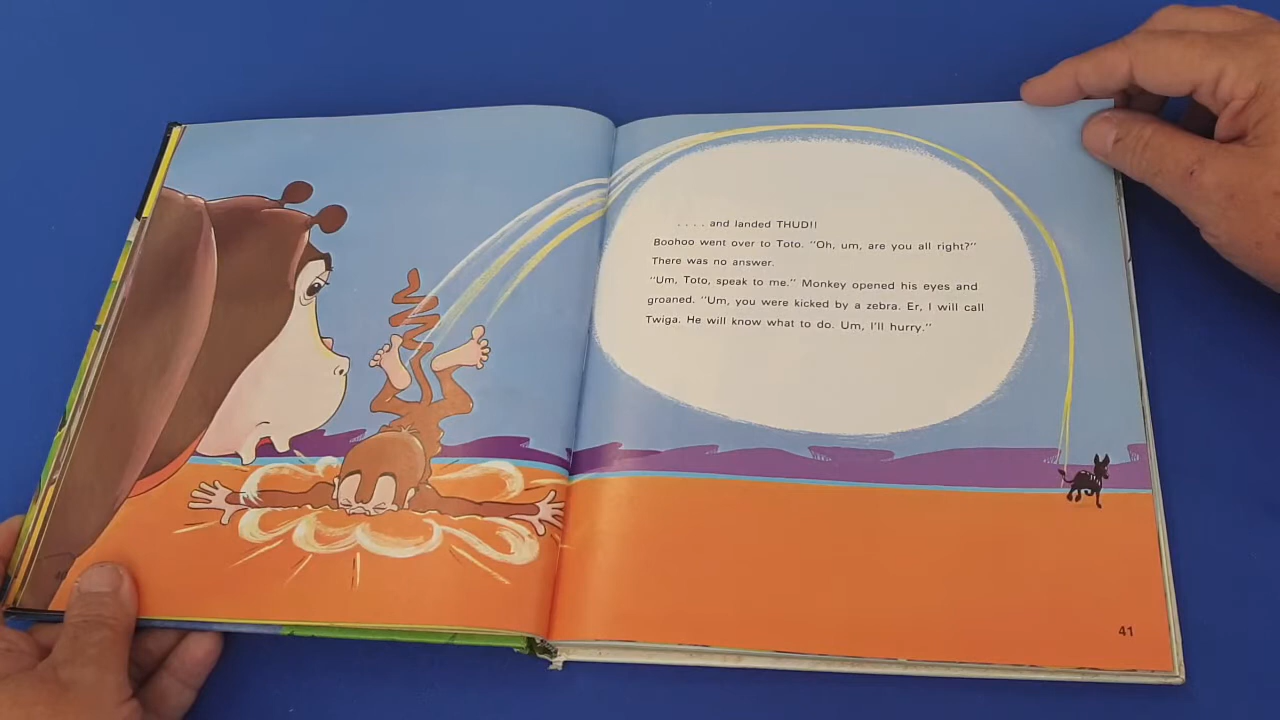 . . . . and landed THUD!!
Boohoo went over to Toto. "Oh, um, are you all right?"
There was no answer.
"Um, Toto, speak to me." Monkey opened his eyes and
groaned. "Um, you were kicked by a zebra. Er, I will call
Twiga. He will know what to do. Um, I'll hurry."
41